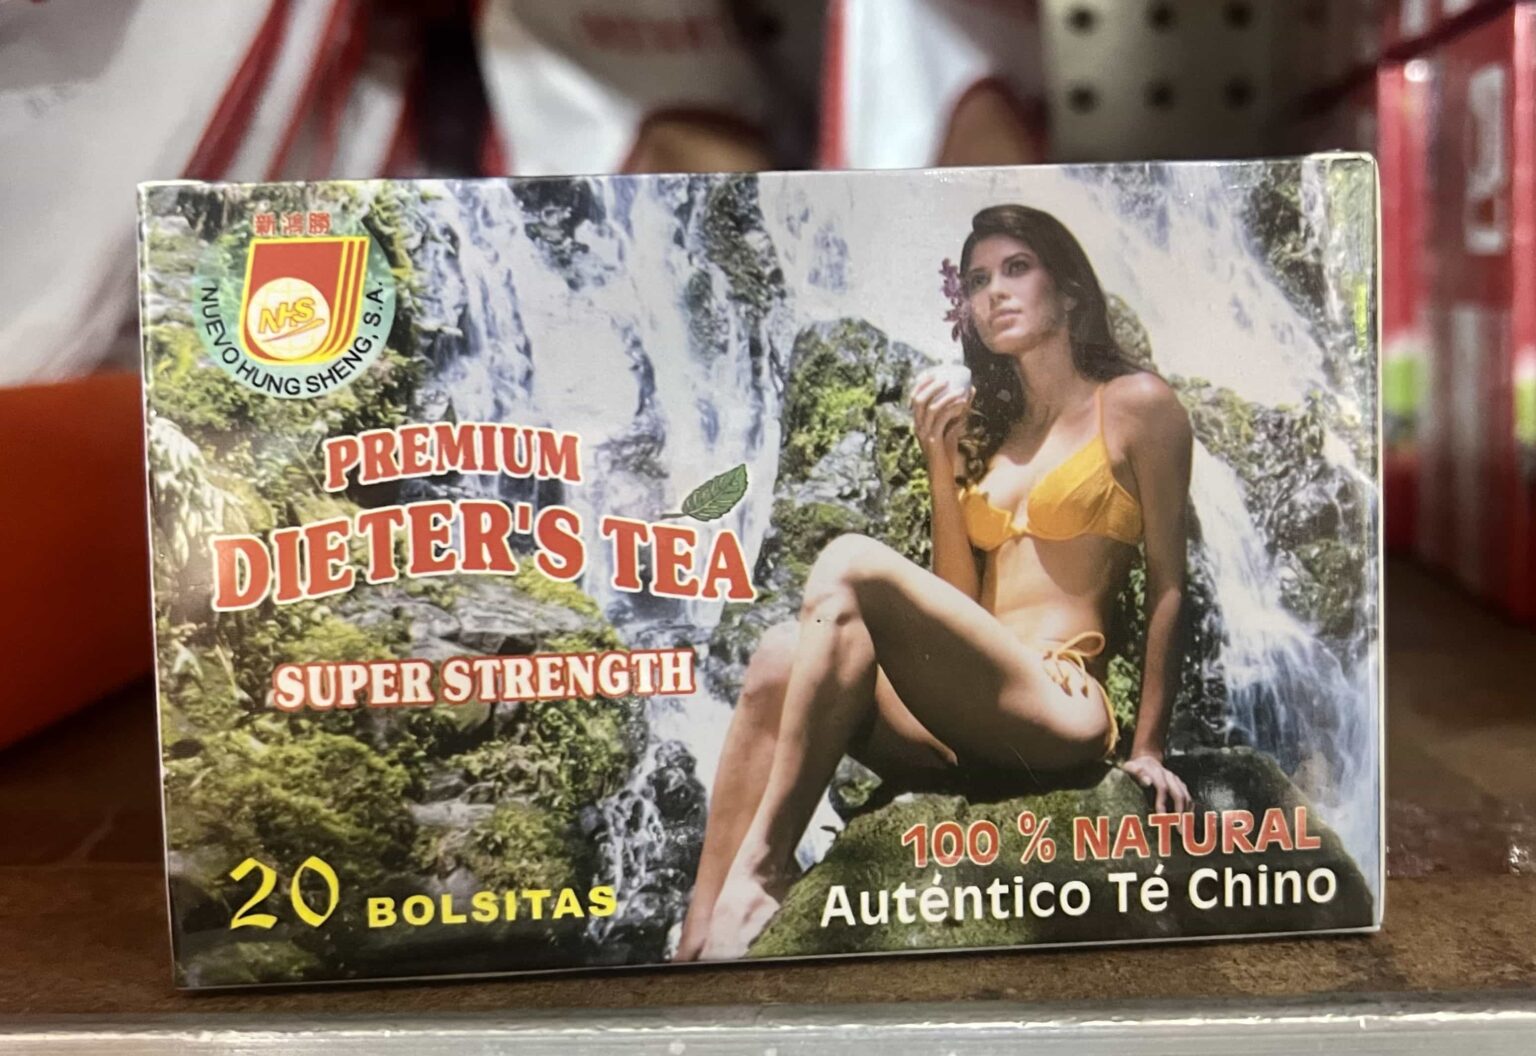 新鴻勝
NHS
NUEVO HUNG SHENG, S.A.
PREMIUM
DIETER'S TEA
SUPER STRENGTH
20 BOLSITAS
100 % NATURAL
Auténtico Té Chino